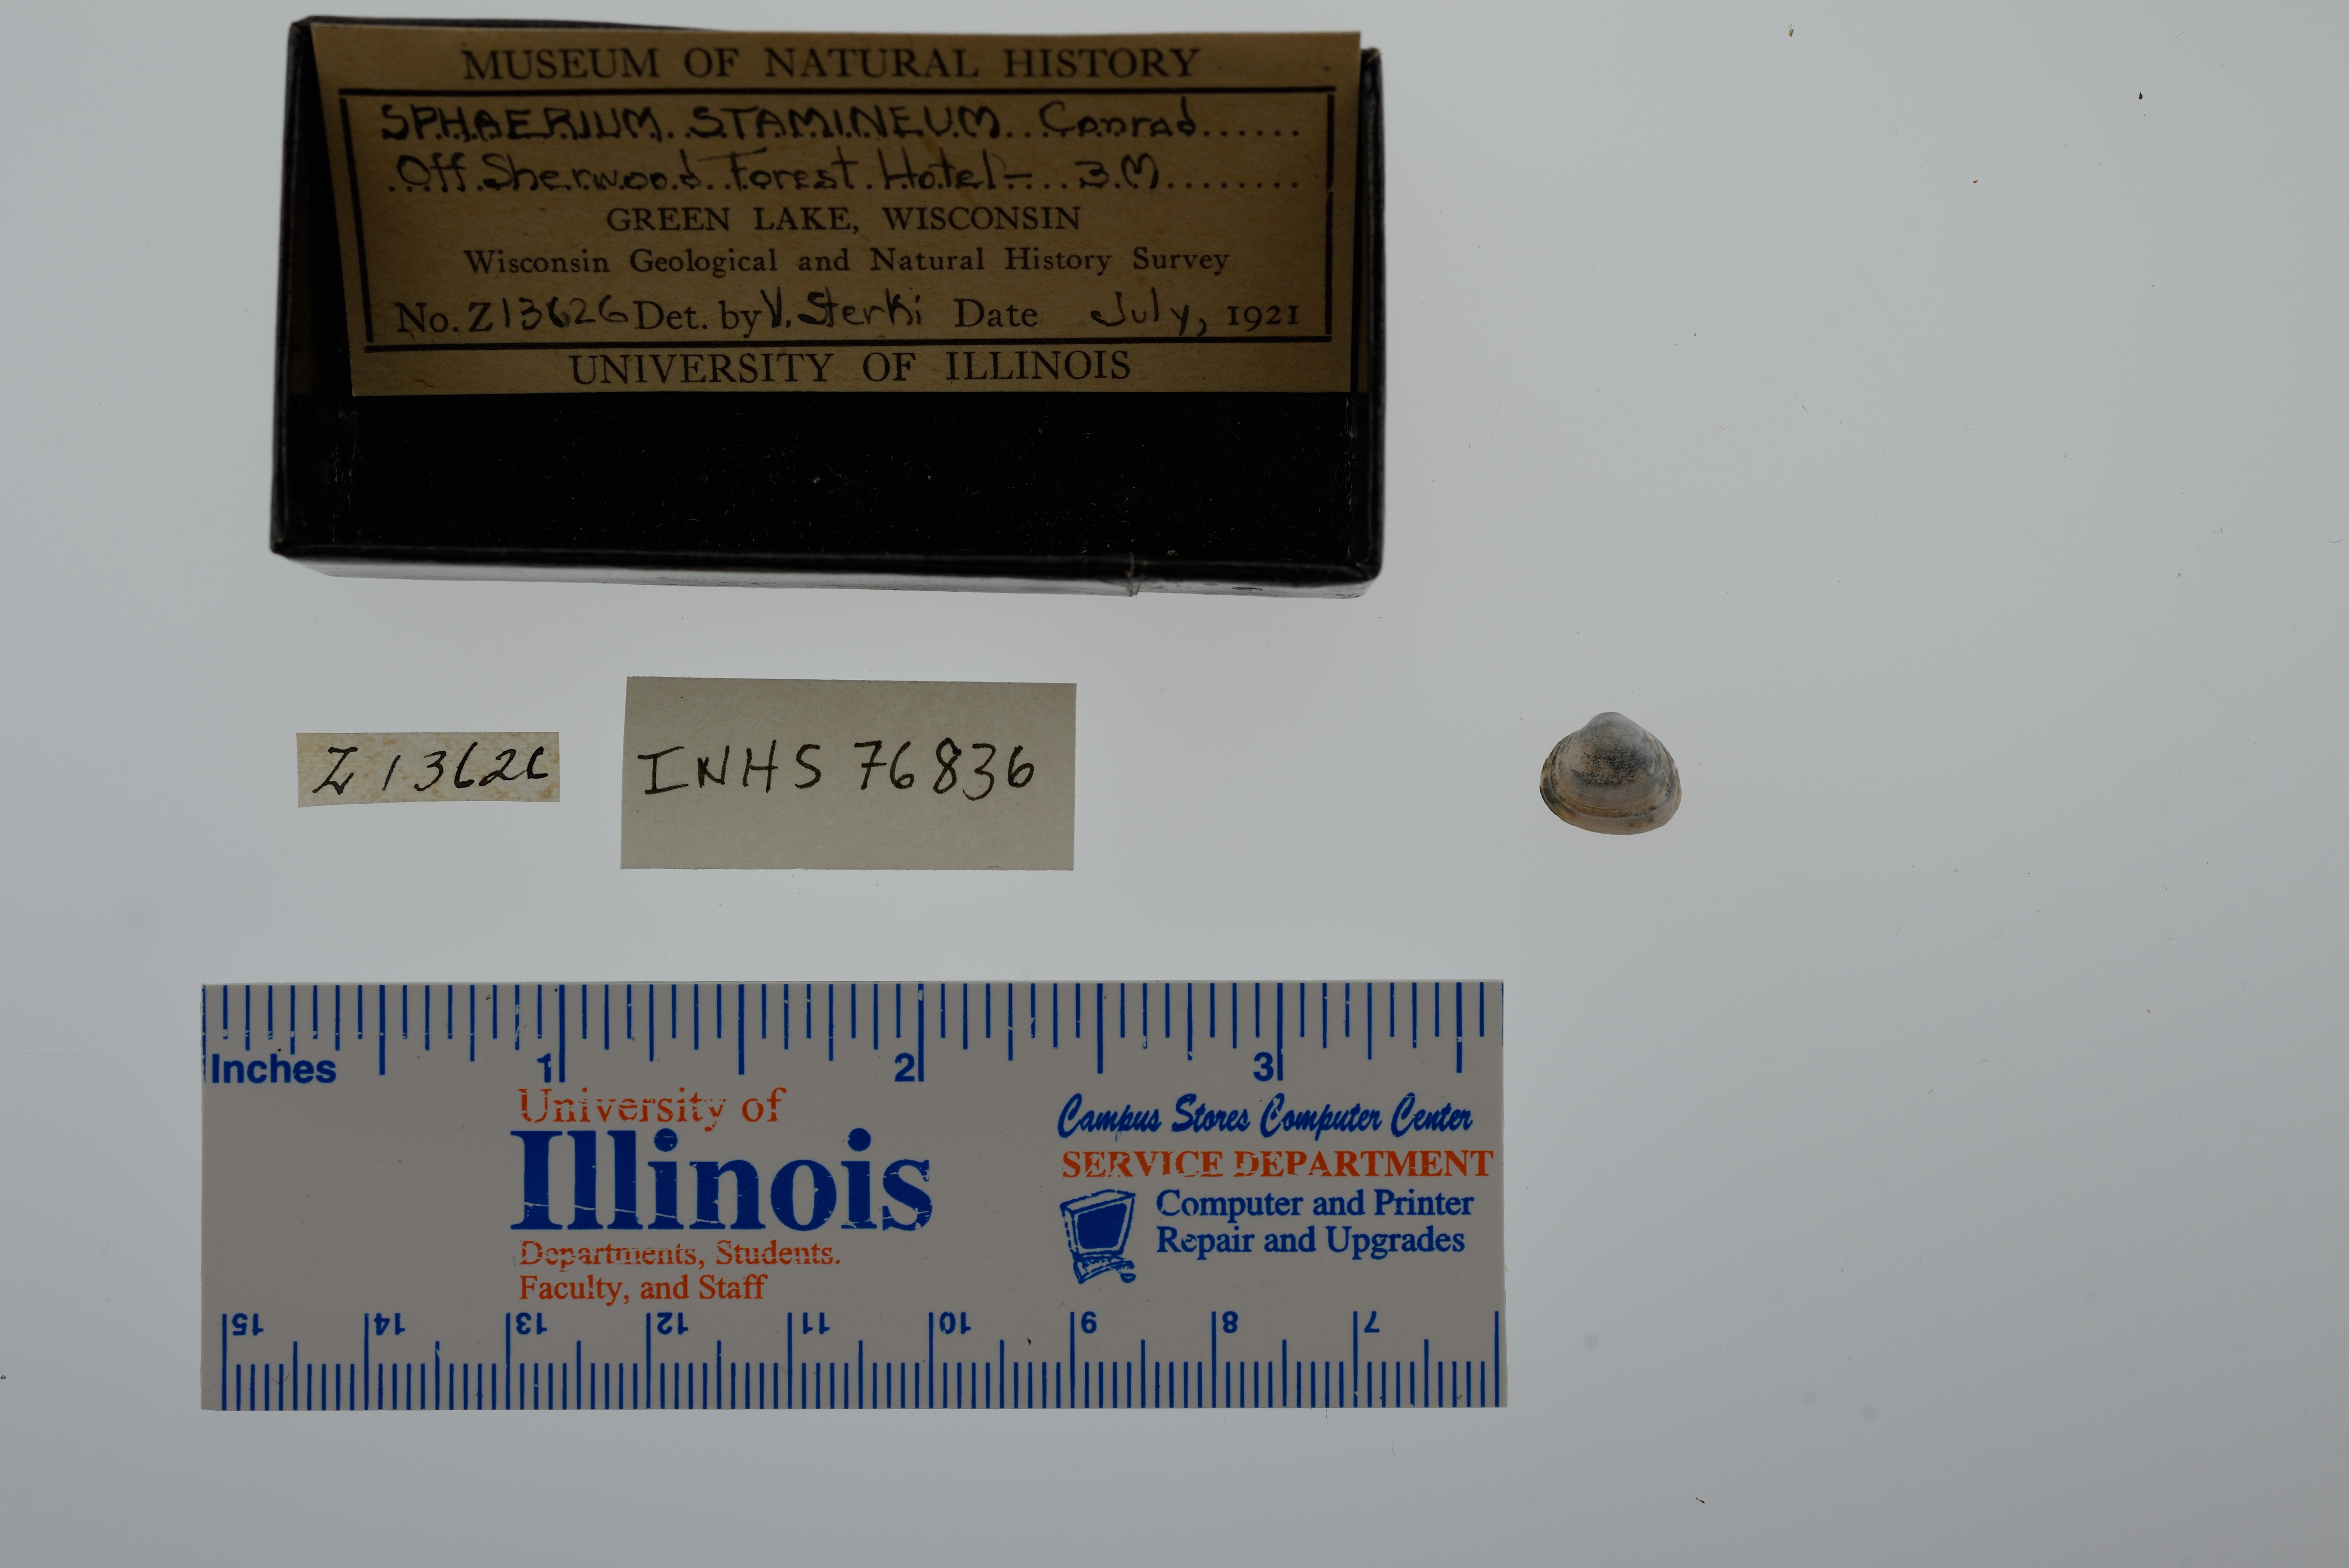 MUSEUM OF NATURAL HISTORY
SPHAERIUM STAMINEUM Conrad
Off Sherwood Forest Hotel - 3 M
GREEN LAKE, WISCONSIN
Wisconsin Geological and Natural History Survey
No. Z13626 Det. by V. Sterki Date July, 1921
UNIVERSITY OF ILLINOIS
Z13626
INHS 76836
Inches 1 2 3
University of
Illinois
Departments, Students.
Faculty, and Staff
Campus Stores Computer Center
SERVICE DEPARTMENT
Computer and Printer
Repair and Upgrades
15 14 13 12 11 10 9 8 7